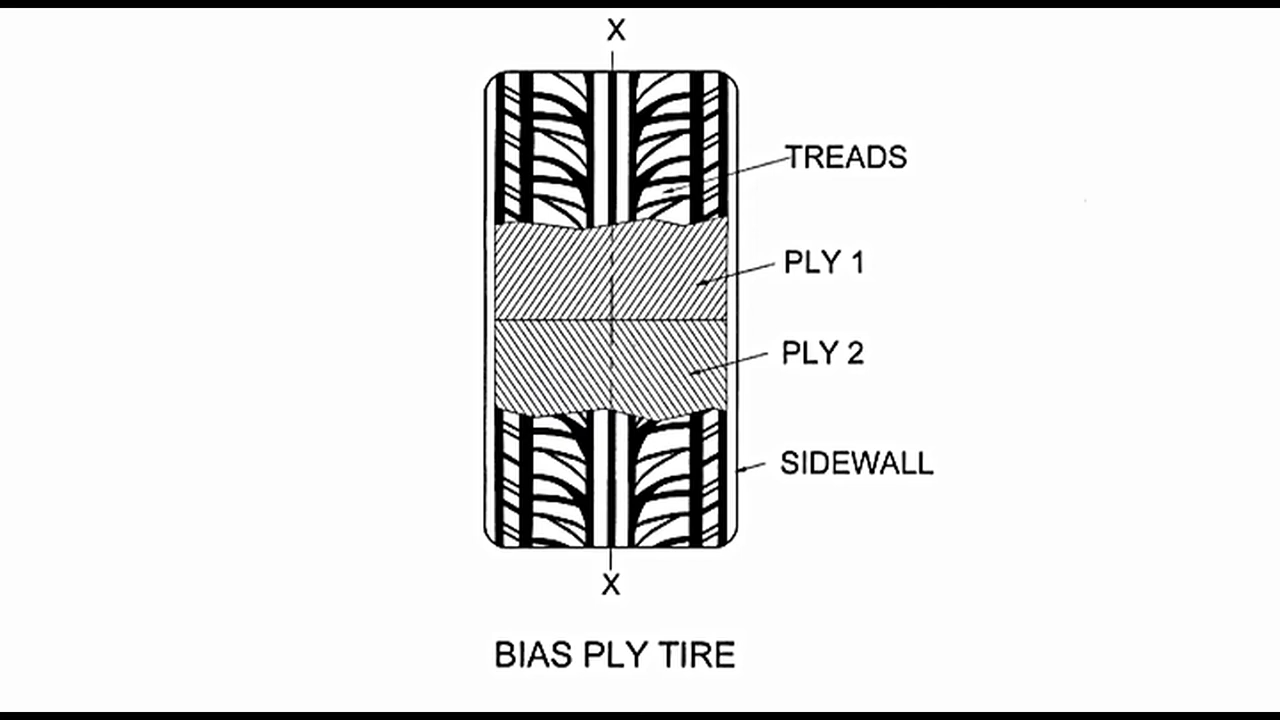 X
TREADS
PLY 1
PLY 2
SIDEWALL
X
BIAS PLY TIRE